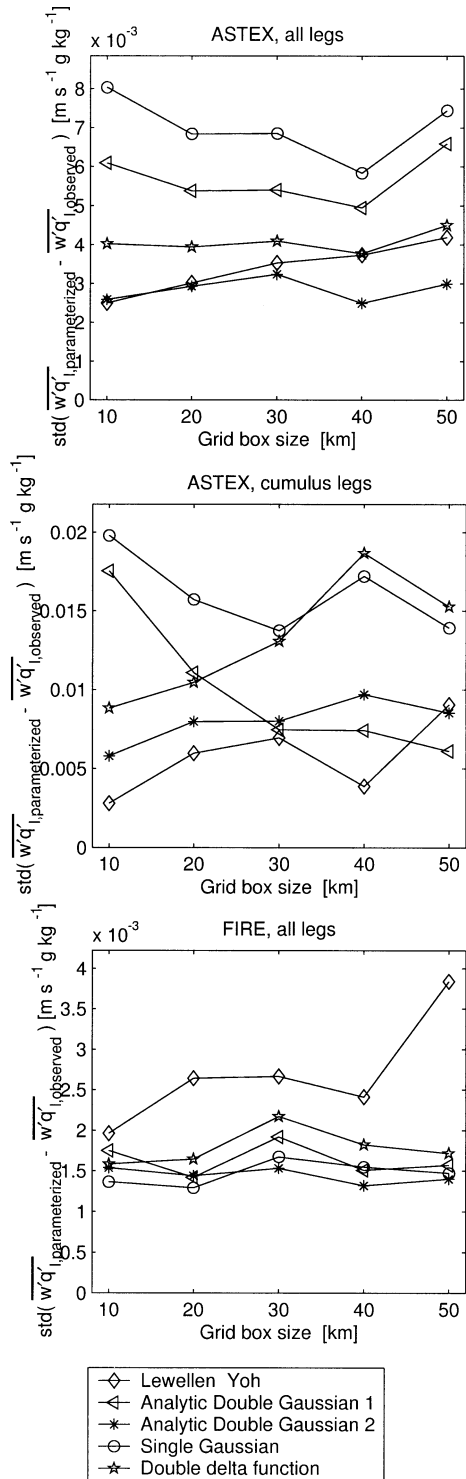 ASTEX, all legs
x 10⁻³
std( w'q'l,parameterized - w'q'l,observed ) [m s⁻¹ g kg⁻¹]
8
7
6
5
4
3
2
1
0
10 20 30 40 50
Grid box size [km]
ASTEX, cumulus legs
std( w'q'l,parameterized - w'q'l,observed ) [m s⁻¹ g kg⁻¹]
0.02
0.015
0.01
0.005
0
10 20 30 40 50
Grid box size [km]
FIRE, all legs
x 10⁻³
std( w'q'l,parameterized - w'q'l,observed ) [m s⁻¹ g kg⁻¹]
4
3.5
3
2.5
2
1.5
1
0.5
0
10 20 30 40 50
Grid box size [km]
Lewellen Yoh
Analytic Double Gaussian 1
Analytic Double Gaussian 2
Single Gaussian
Double delta function